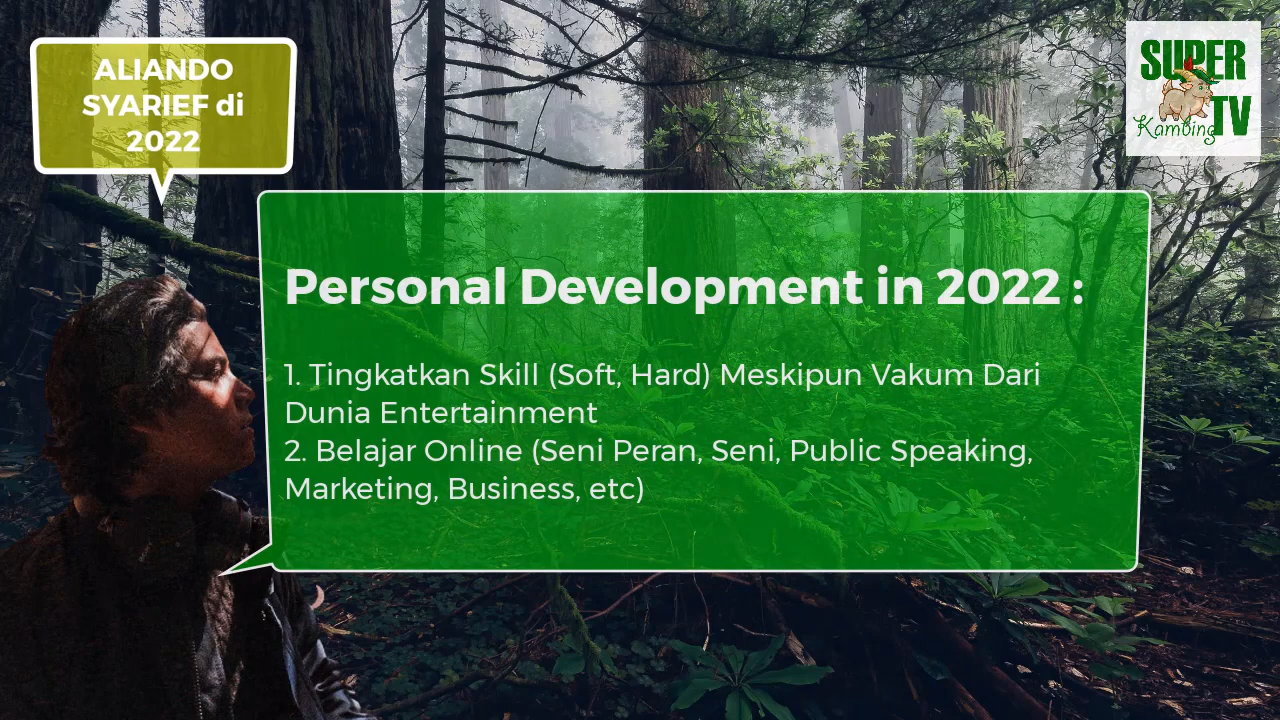 ALIANDO
SYARIEF di
2022
SUPER
Kambing TV
Personal Development in 2022 :
1. Tingkatkan Skill (Soft, Hard) Meskipun Vakum Dari
Dunia Entertainment
2. Belajar Online (Seni Peran, Seni, Public Speaking,
Marketing, Business, etc)